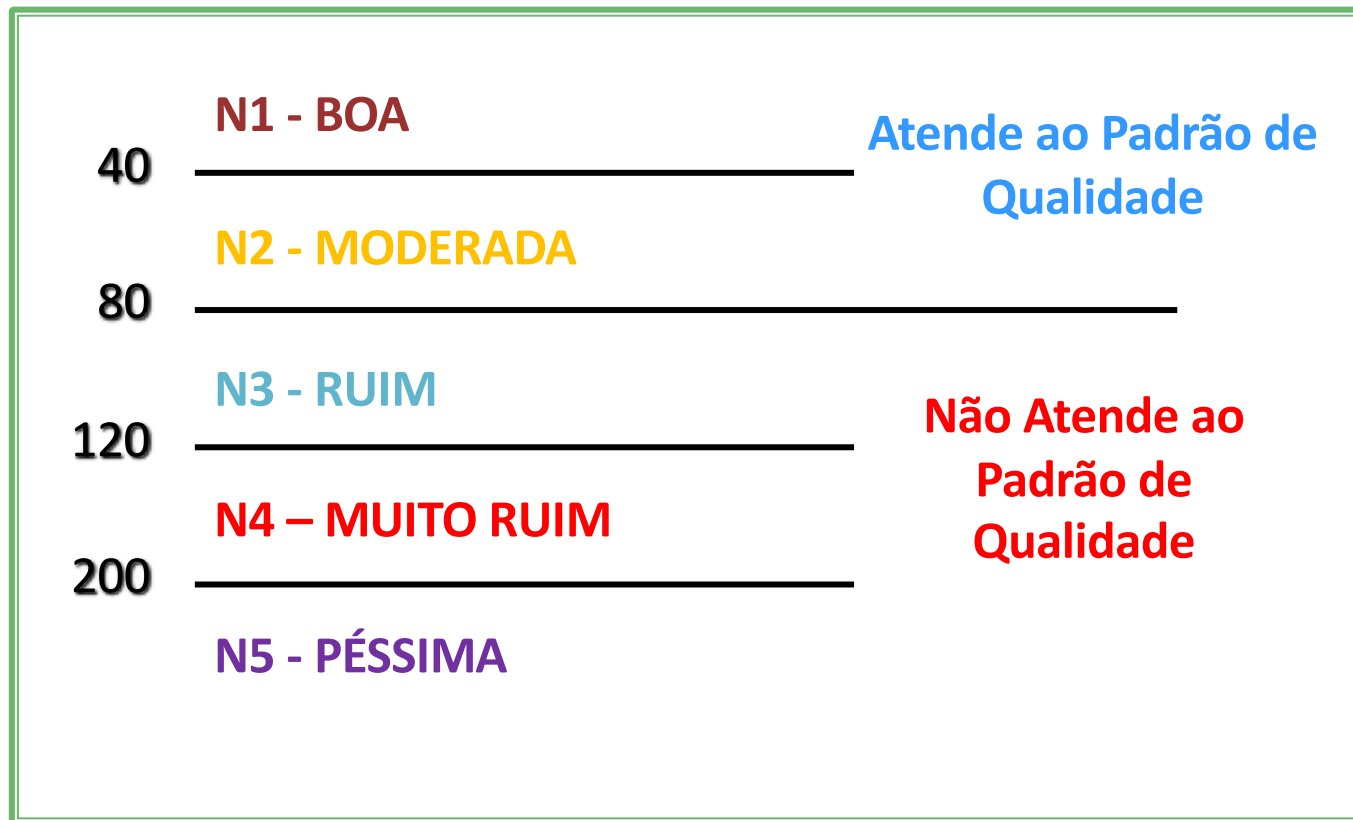 N1 - BOA
Atende ao Padrão de
Qualidade
40
N2 - MODERADA
80
N3 - RUIM
Não Atende ao
Padrão de
Qualidade
120
N4 – MUITO RUIM
200
N5 - PÉSSIMA